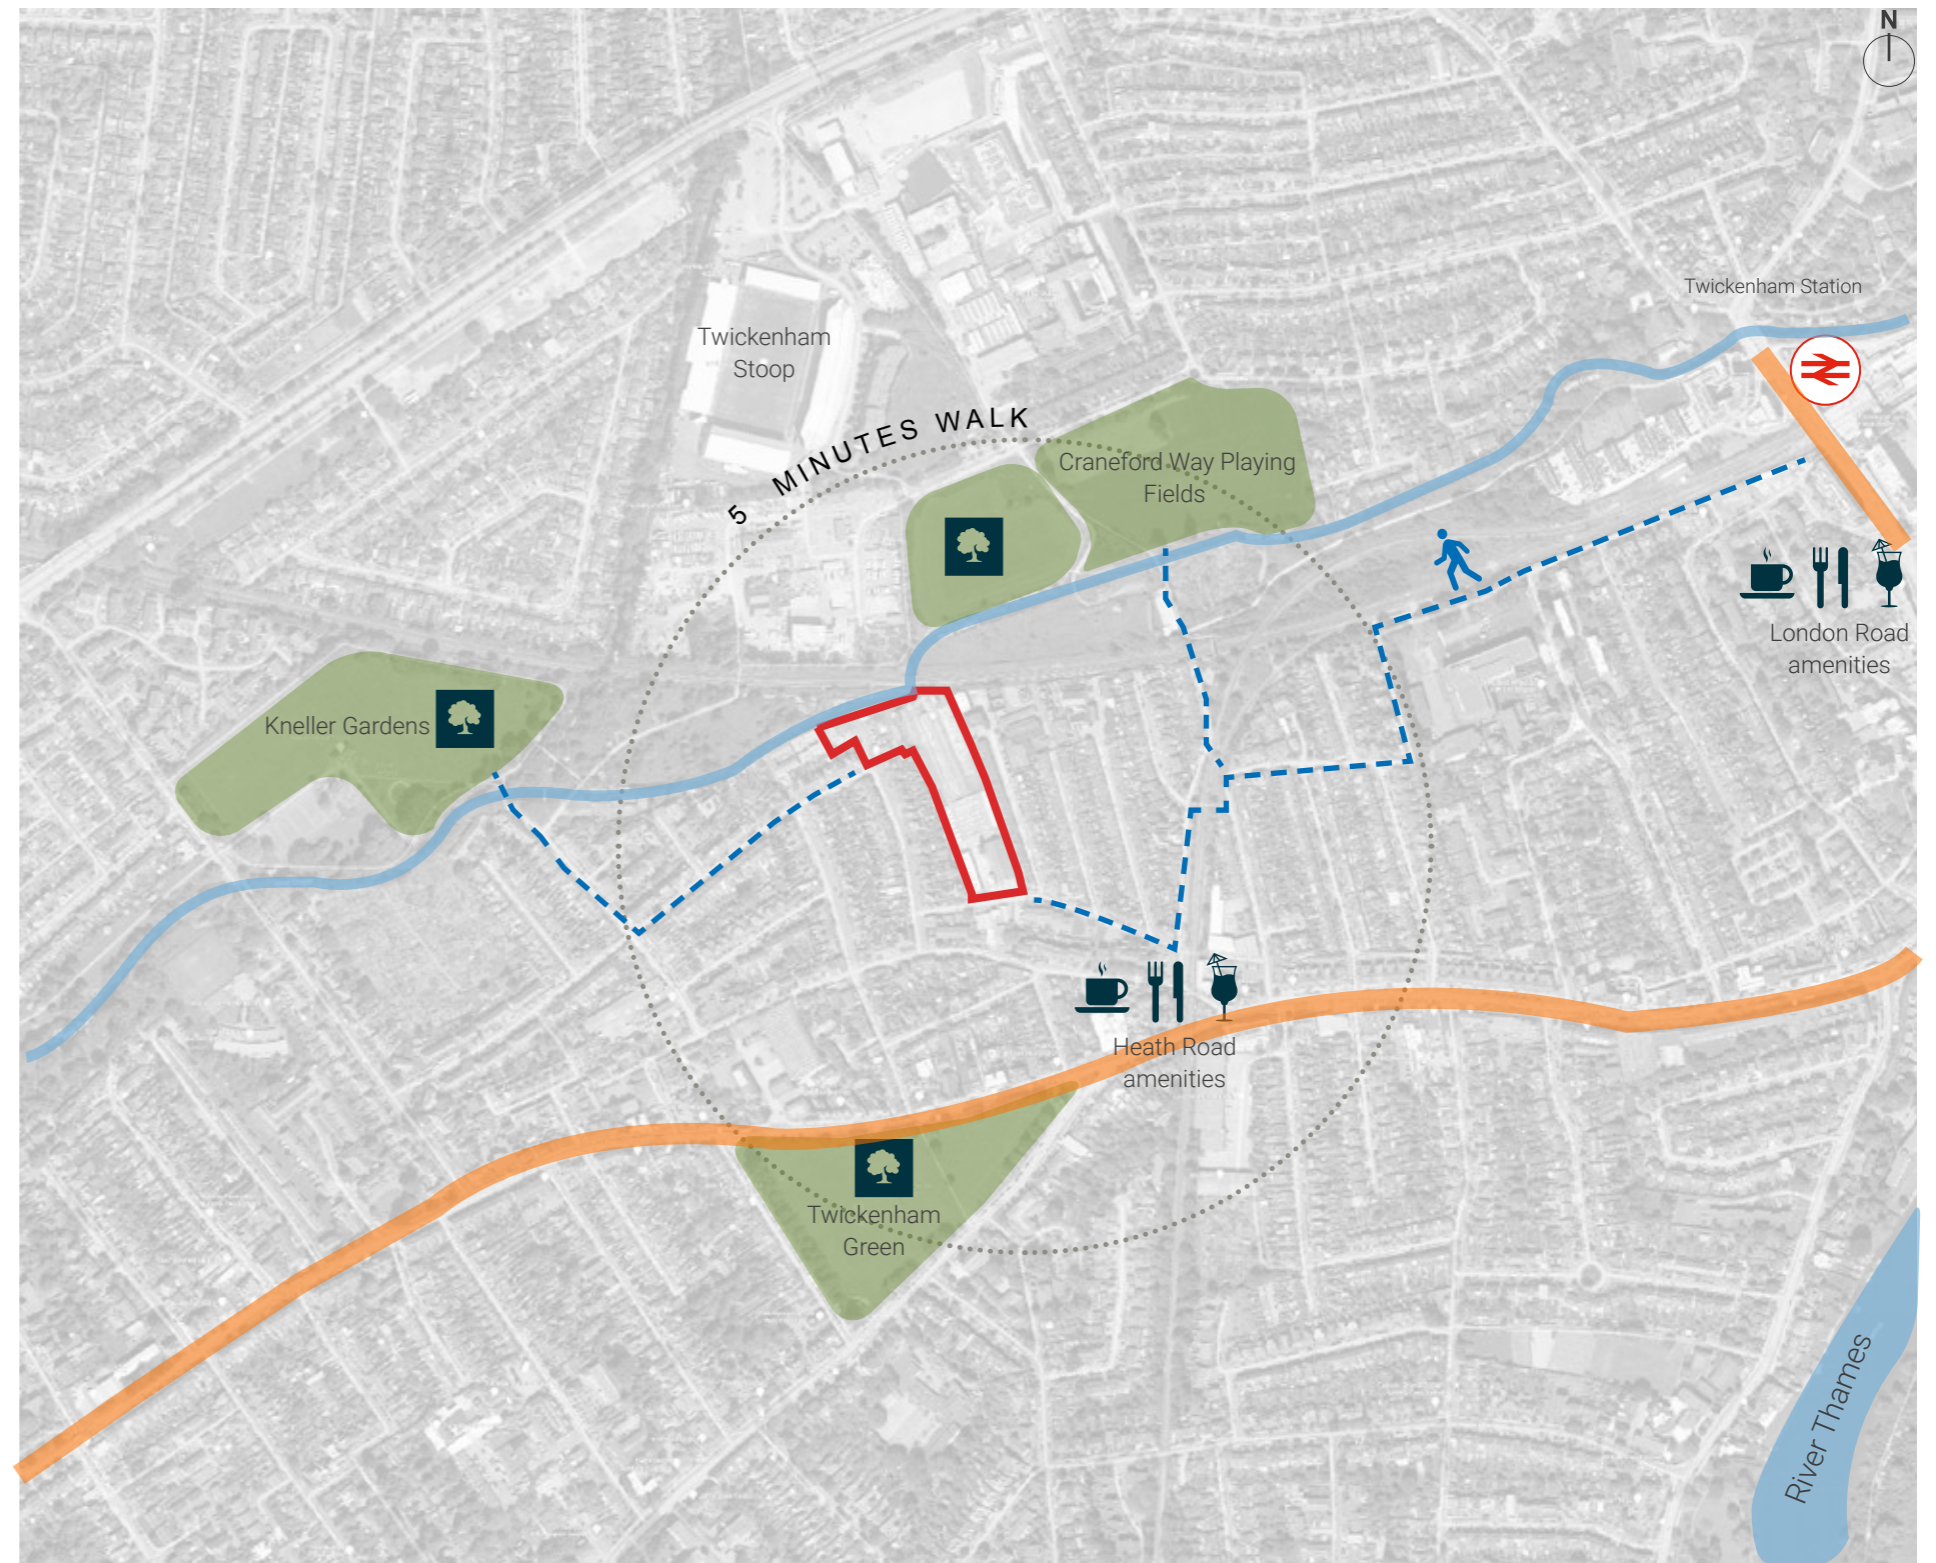 N
Twickenham Station
Twickenham
Stoop
5 MINUTES WALK
Craneford Way Playing
Fields
London Road
amenities
Kneller Gardens
Heath Road
amenities
Twickenham
Green
River Thames